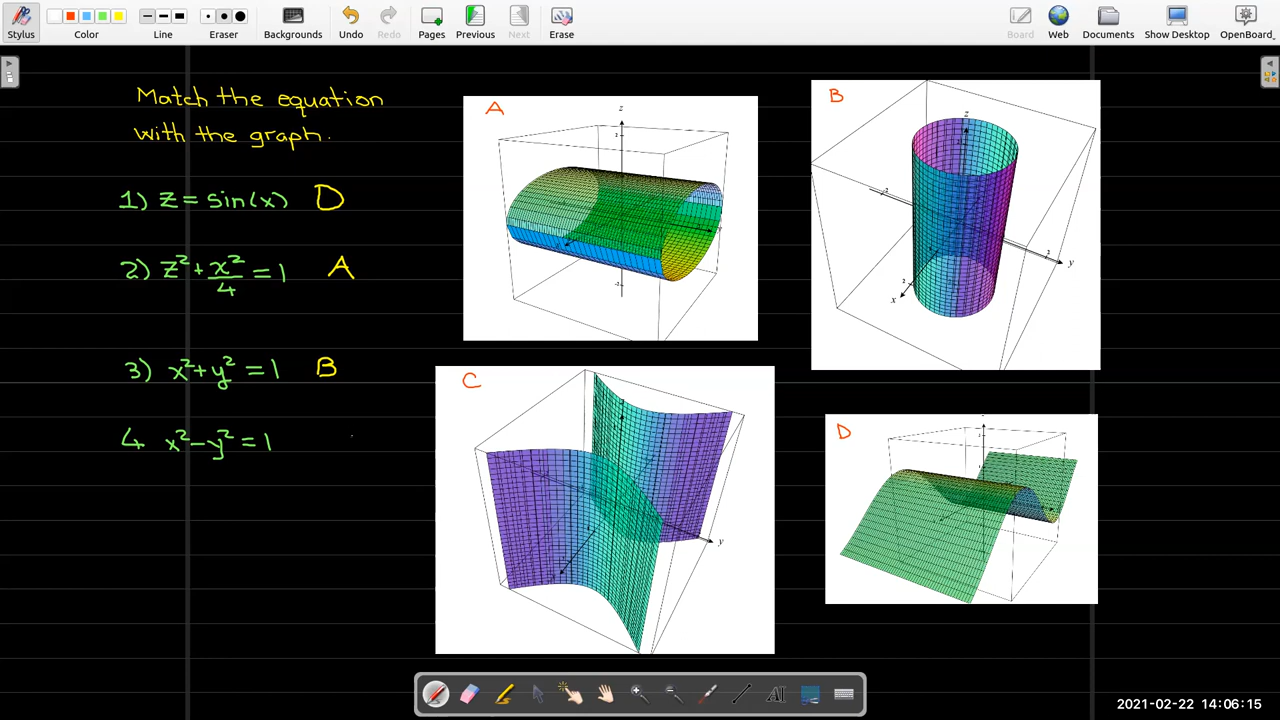 Stylus
Color
Line
Eraser
Backgrounds
Undo
Redo
Pages
Previous
Next
Erase
Board
Web
Documents
Show Desktop
OpenBoard
Match the equation
with the graph.
1) z = sin(x) D
2) z² + x²/4 = 1 A
3) x² + y² = 1 B
4 x² - y² = 1
A
z
B
z
y
x
C
y
D
2021-02-22 14:06:15